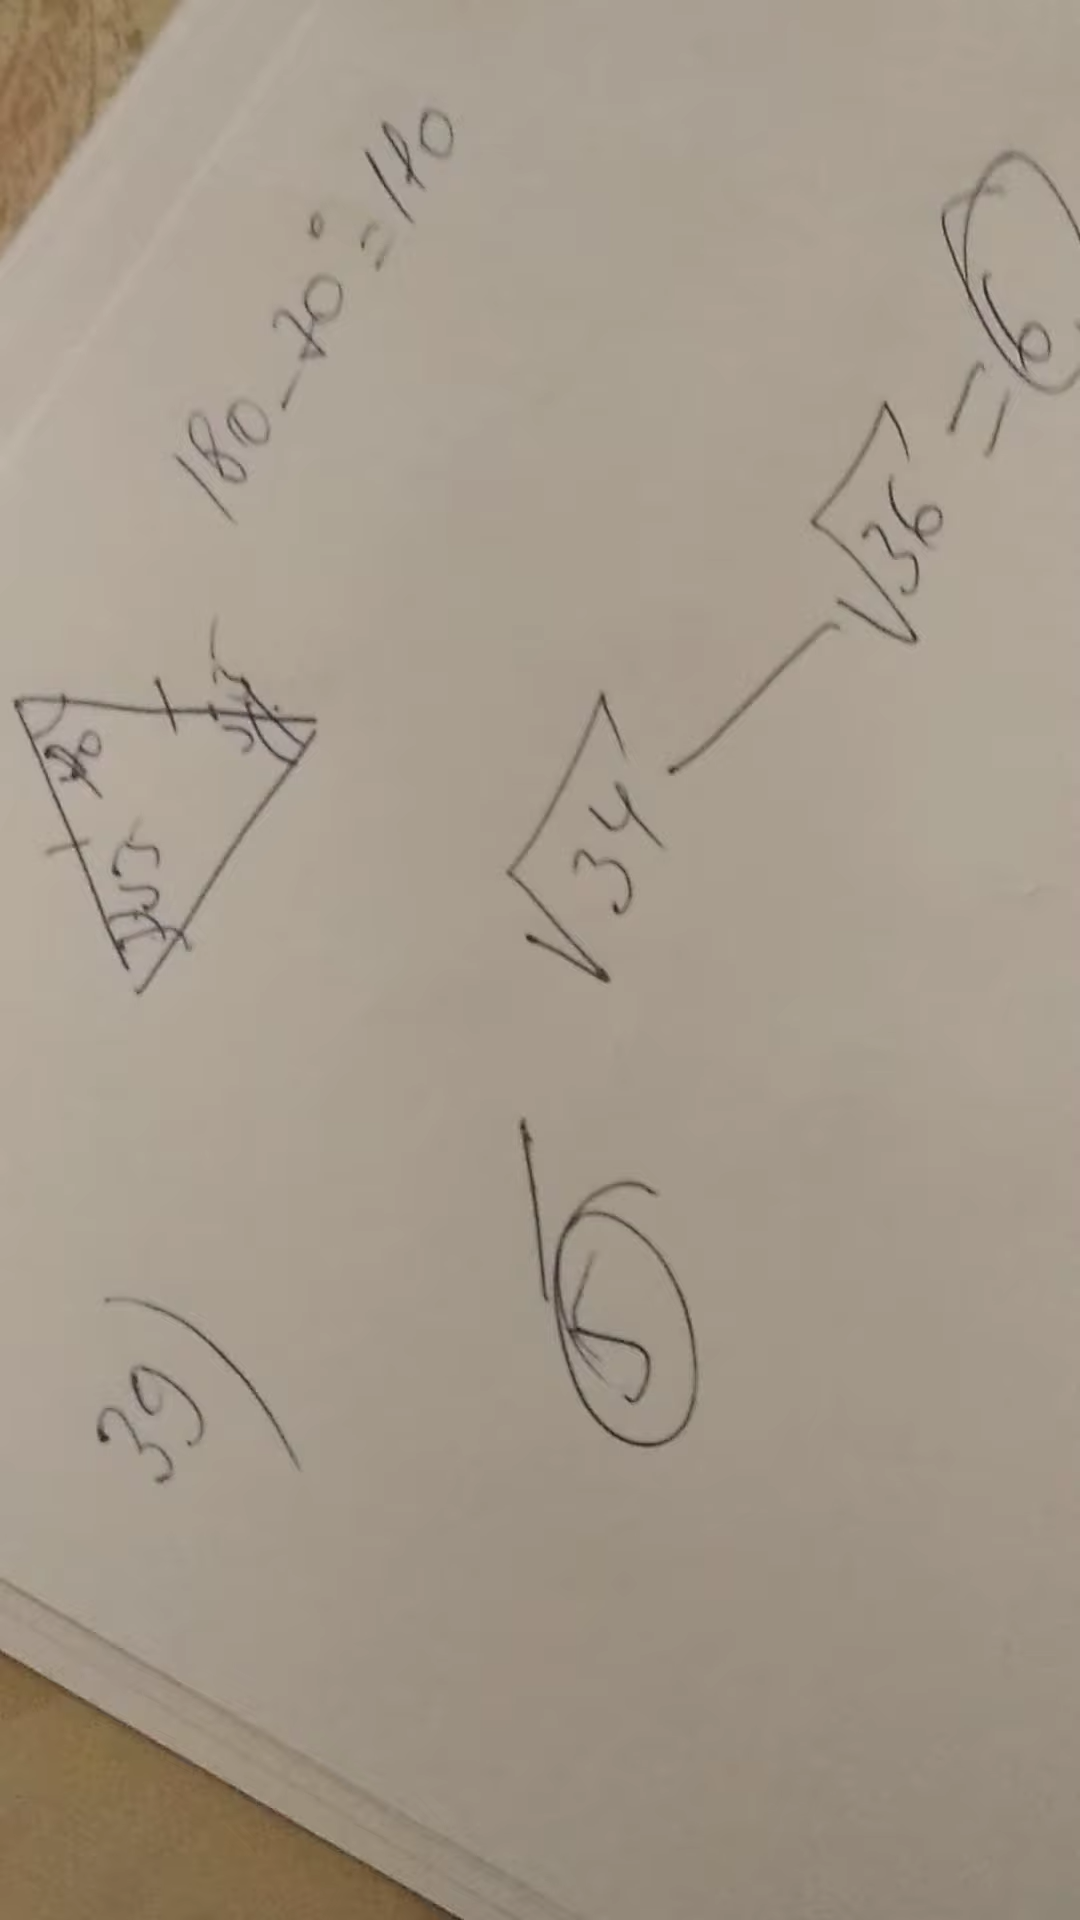 39)
70
55
55
180 - 70° = 110
5
√34 — √36 = 6